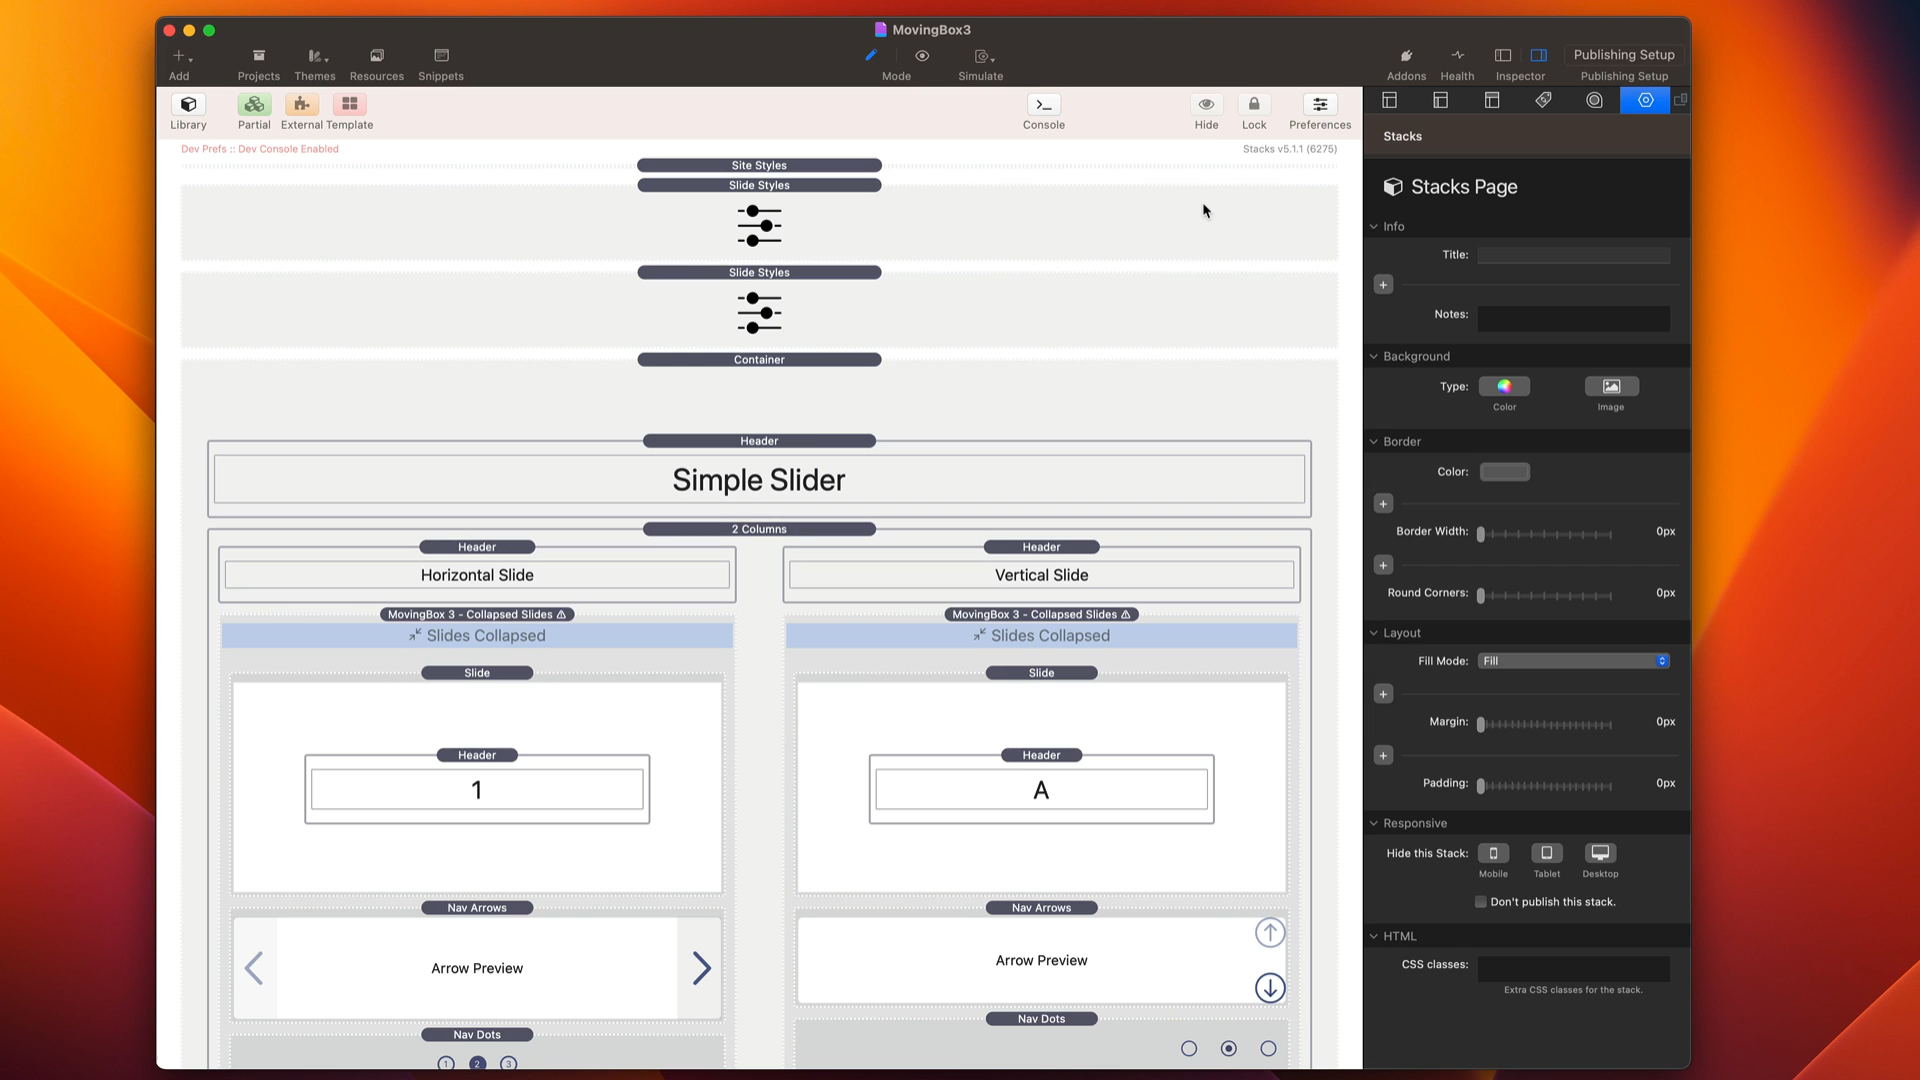 MovingBox3
Add
Projects
Themes
Resources
Snippets
Mode
Simulate
Addons
Health
Inspector
Publishing Setup
Publishing Setup
Library
Partial
External
Template
Console
Hide
Lock
Preferences
Dev Prefs :: Dev Console Enabled
Stacks v5.1.1 (6275)
Site Styles
Slide Styles
Slide Styles
Container
Header
Simple Slider
2 Columns
Header
Horizontal Slide
MovingBox 3 - Collapsed Slides
Slides Collapsed
Slide
Header
1
Nav Arrows
Arrow Preview
Nav Dots
1 2 3
Header
Vertical Slide
MovingBox 3 - Collapsed Slides
Slides Collapsed
Slide
Header
A
Nav Arrows
Arrow Preview
Nav Dots
Stacks
Stacks Page
Info
Title:
Notes:
Background
Type:
Color
Image
Border
Color:
Border Width: 0px
Round Corners: 0px
Layout
Fill Mode: Fill
Margin: 0px
Padding: 0px
Responsive
Hide this Stack:
Mobile
Tablet
Desktop
Don't publish this stack.
HTML
CSS classes:
Extra CSS classes for the stack.